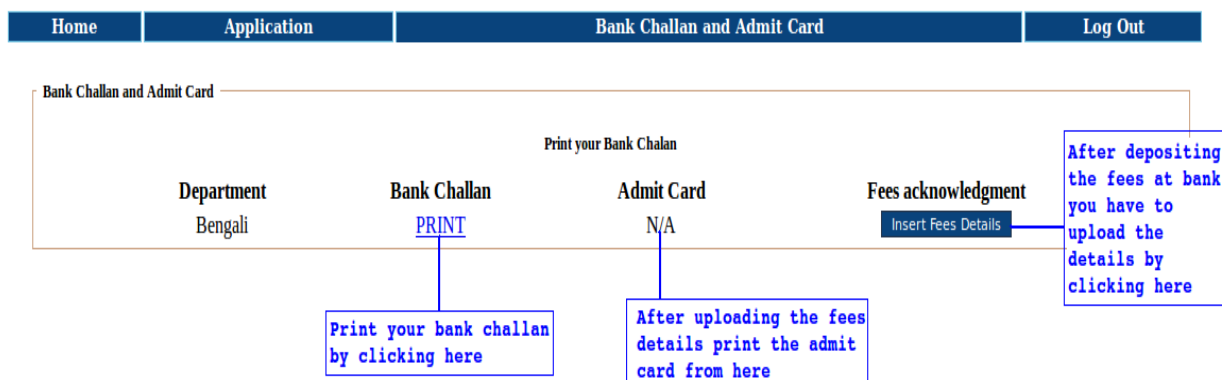 Home Application Bank Challan and Admit Card Log Out
Bank Challan and Admit Card
Print your Bank Chalan
Department Bank Challan Admit Card Fees acknowledgment
Bengali PRINT N/A Insert Fees Details
After depositing
the fees at bank
you have to
upload the
details by
clicking here
Print your bank challan
by clicking here
After uploading the fees
details print the admit
card from here